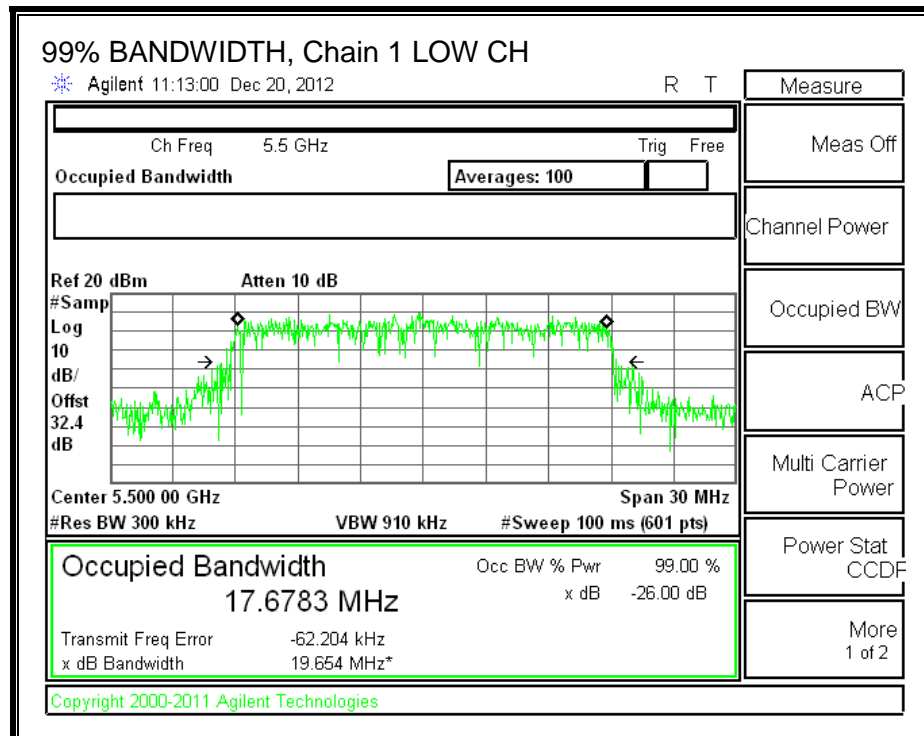 99% BANDWIDTH, Chain 1 LOW CH
Agilent 11:13:00 Dec 20, 2012 R T
Measure
Ch Freq 5.5 GHz Trig Free
Occupied Bandwidth Averages: 100
Ref 20 dBm Atten 10 dB
#Samp
Log
10
dB/
Offst
32.4
dB
Center 5.500 00 GHz Span 30 MHz
#Res BW 300 kHz VBW 910 kHz #Sweep 100 ms (601 pts)
Occupied Bandwidth Occ BW % Pwr 99.00 %
17.6783 MHz x dB -26.00 dB
Transmit Freq Error -62.204 kHz
x dB Bandwidth 19.654 MHz*
Copyright 2000-2011 Agilent Technologies
Meas Off
Channel Power
Occupied BW
ACP
Multi Carrier
Power
Power Stat
CCDF
More
1 of 2